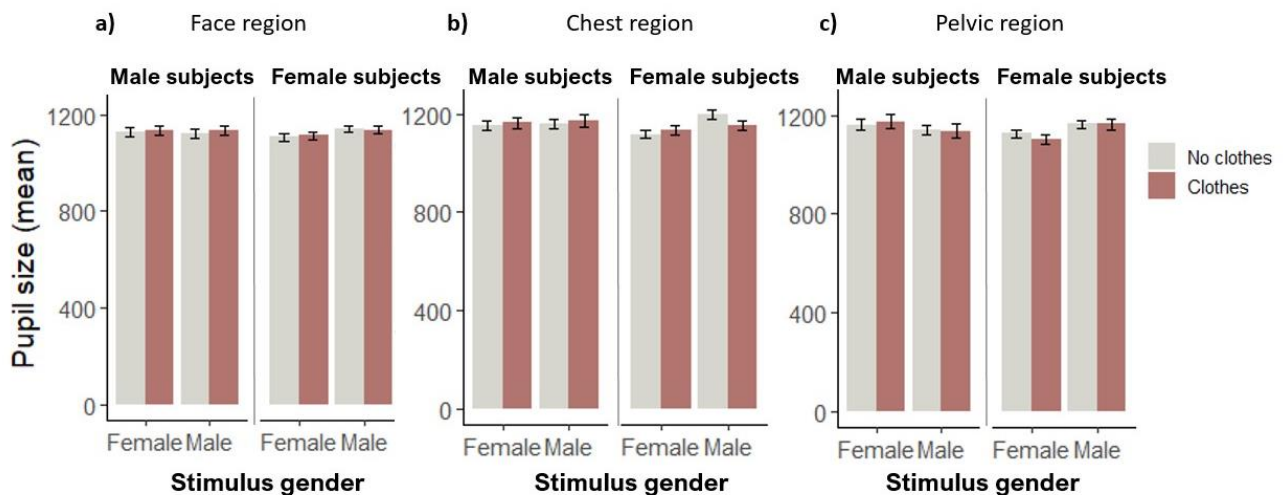 a) Face region
Male subjects Female subjects
Pupil size (mean)
1200
800
400
0
Female Male Female Male
Stimulus gender
b) Chest region
Male subjects Female subjects
1200
800
400
0
Female Male Female Male
Stimulus gender
c) Pelvic region
Male subjects Female subjects
1200
800
400
0
Female Male Female Male
Stimulus gender
No clothes
Clothes